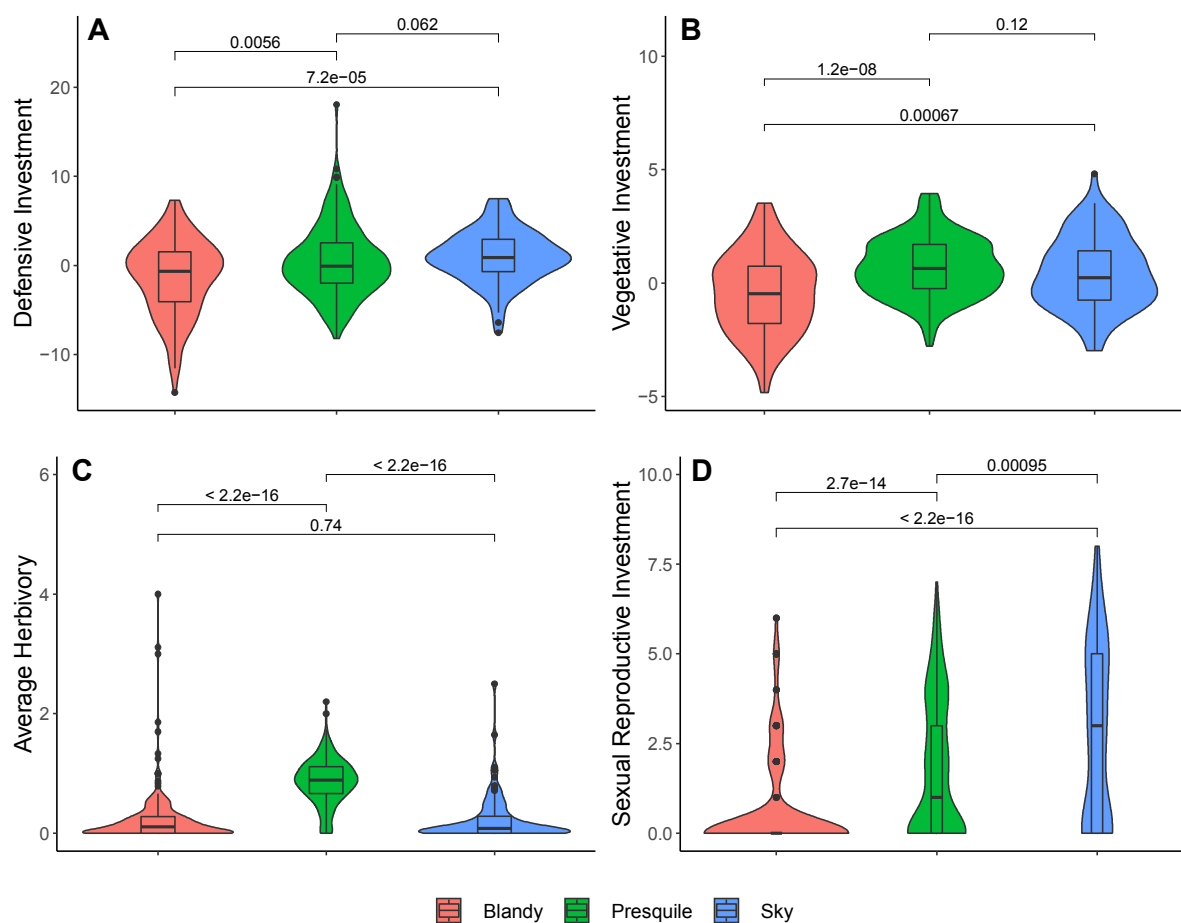 A
0.062
0.0056
7.2e−05
20
10
0
−10
Defensive Investment
B
0.12
1.2e−08
0.00067
10
5
0
−5
Vegetative Investment
C
< 2.2e−16
< 2.2e−16
0.74
6
4
2
0
Average Herbivory
D
0.00095
2.7e−14
< 2.2e−16
10.0
7.5
5.0
2.5
0.0
Sexual Reproductive Investment
Blandy Presquile Sky